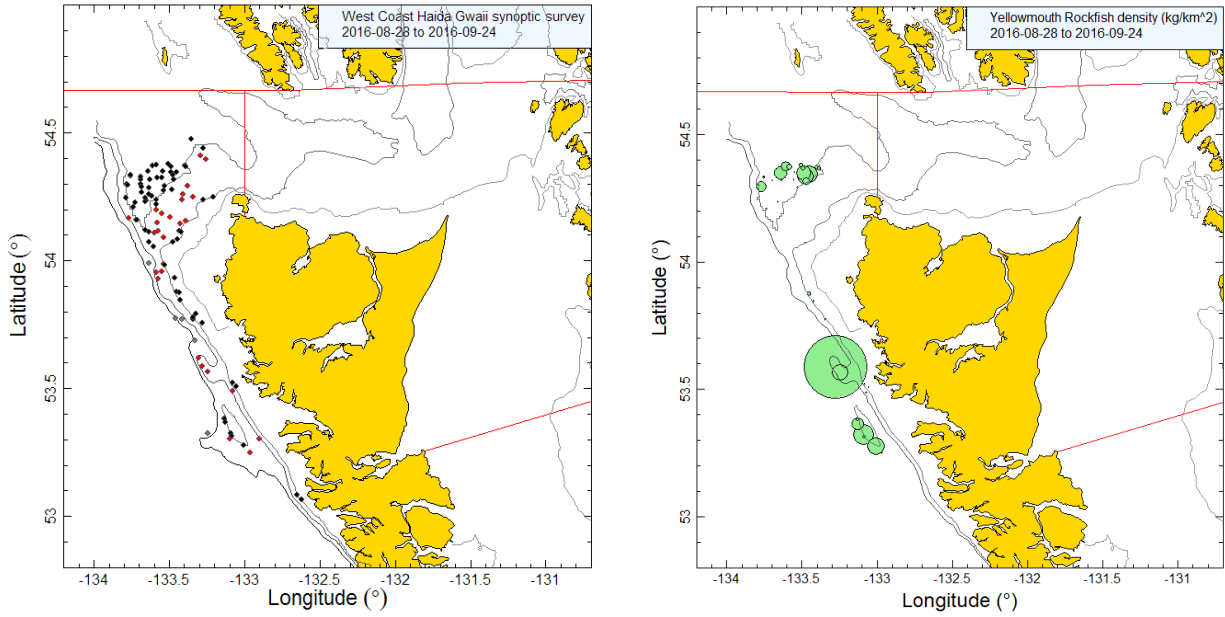 West Coast Haida Gwaii synoptic survey
2016-08-28 to 2016-09-24
Latitude (°)
54.5
54
53.5
53
-134
-133.5
-133
-132.5
-132
-131.5
-131
Longitude (°)
Yellowmouth Rockfish density (kg/km^2)
2016-08-28 to 2016-09-24
Latitude (°)
54.5
54
53.5
53
-134
-133.5
-133
-132.5
-132
-131.5
-131
Longitude (°)